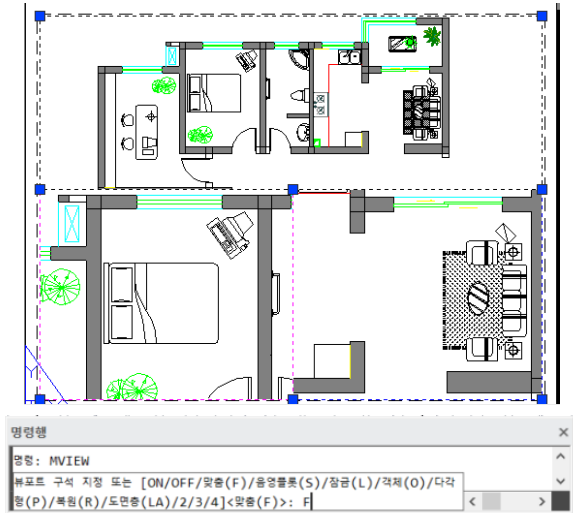 명령행
명령: MVIEW
뷰포트 구석 지정 또는 [ON/OFF/맞춤(F)/음영플롯(S)/잠금(L)/객체(O)/다각
형(P)/복원(R)/도면층(LA)/2/3/4]<맞춤(F)>: F